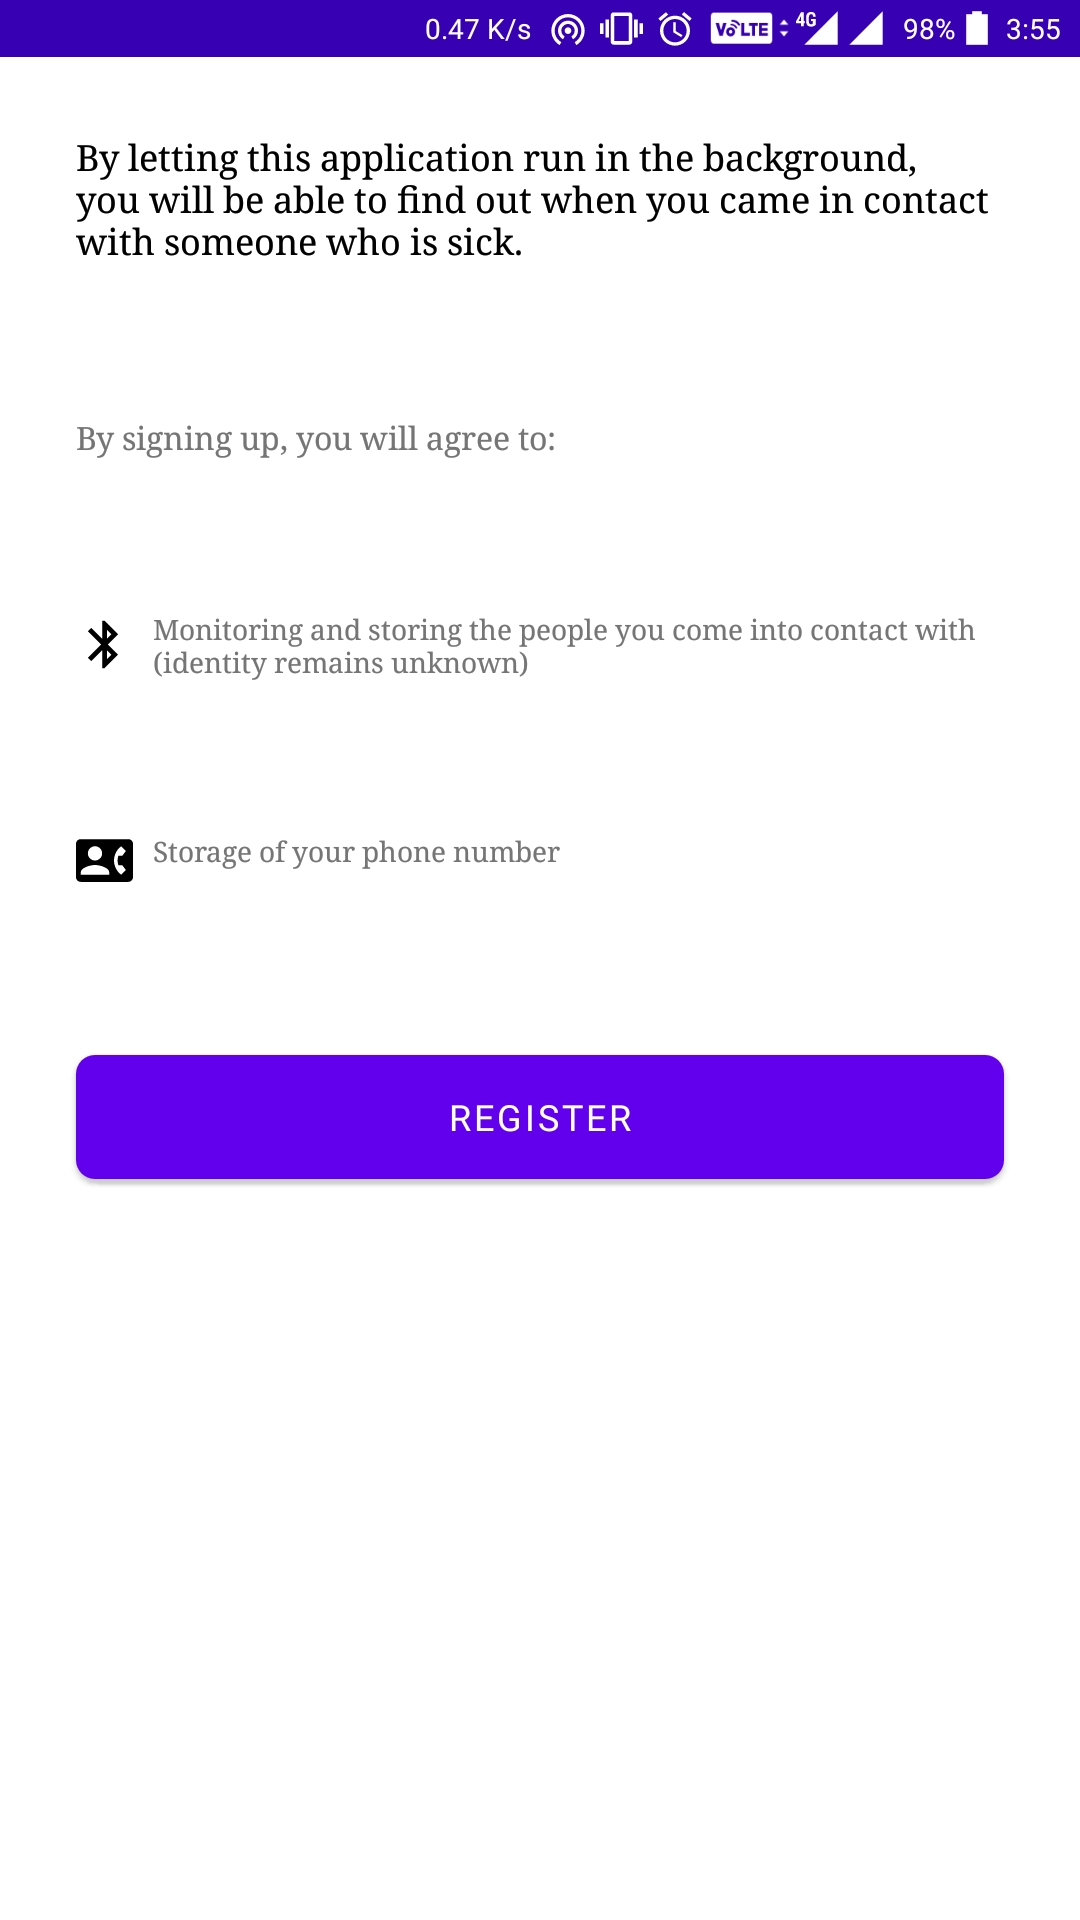 0.47 K/s VoLTE 4G 98% 3:55
By letting this application run in the background,
you will be able to find out when you came in contact
with someone who is sick.
By signing up, you will agree to:
Monitoring and storing the people you come into contact with
(identity remains unknown)
Storage of your phone number
REGISTER